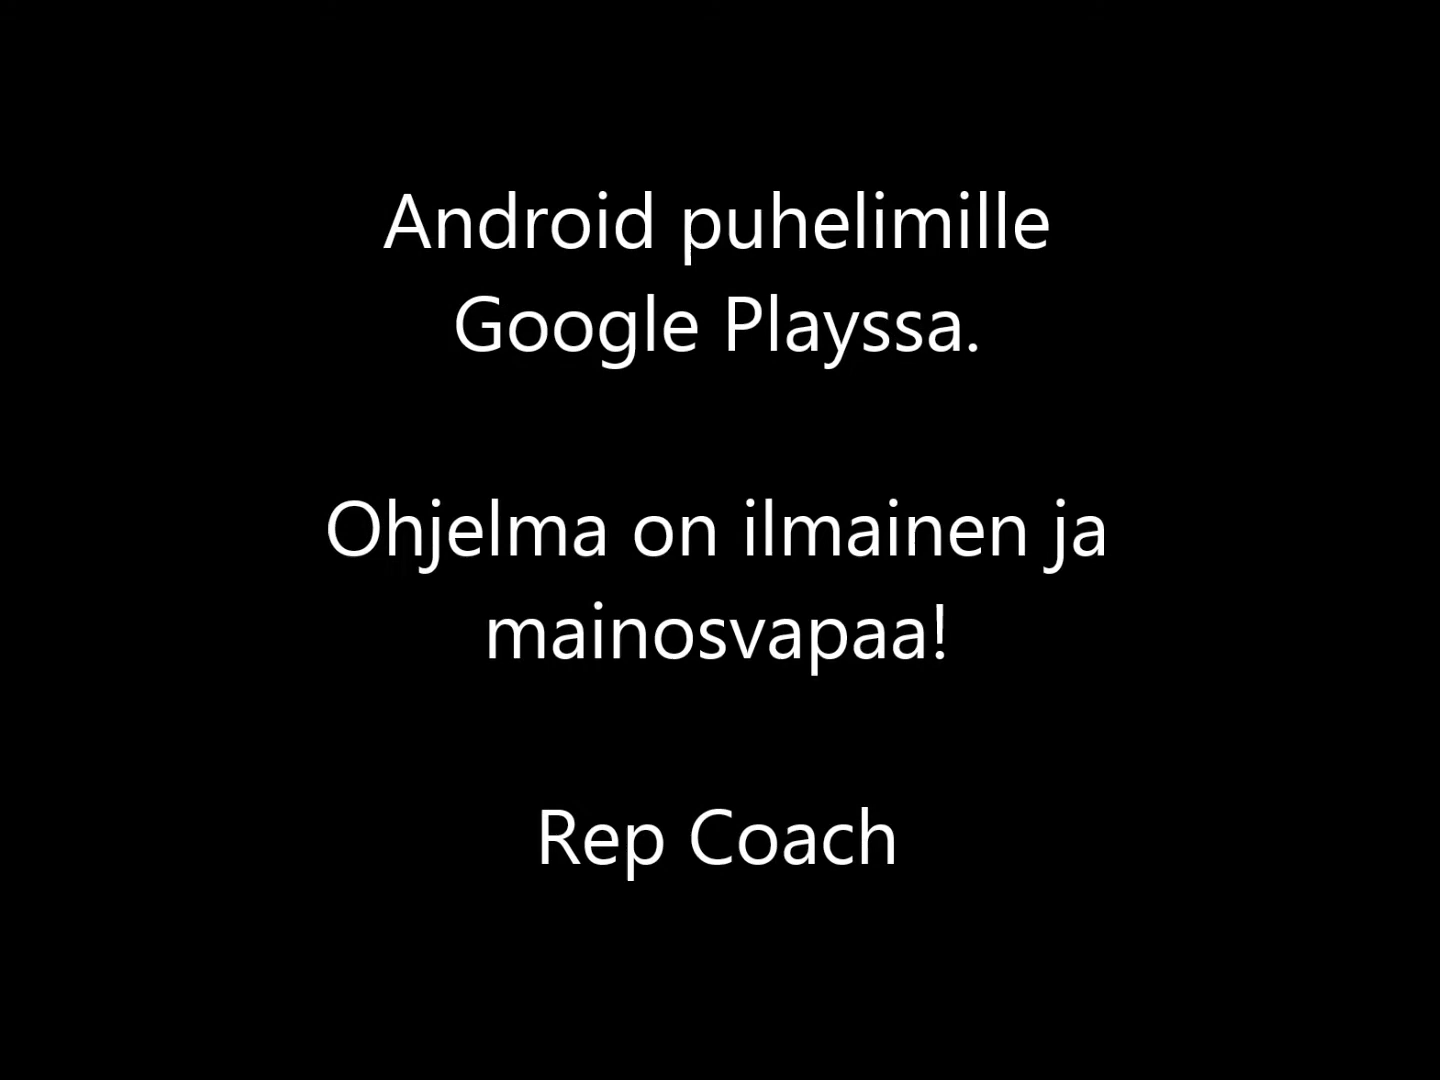 Android puhelimille
Google Playssa.
Ohjelma on ilmainen ja
mainosvapaa!
Rep Coach